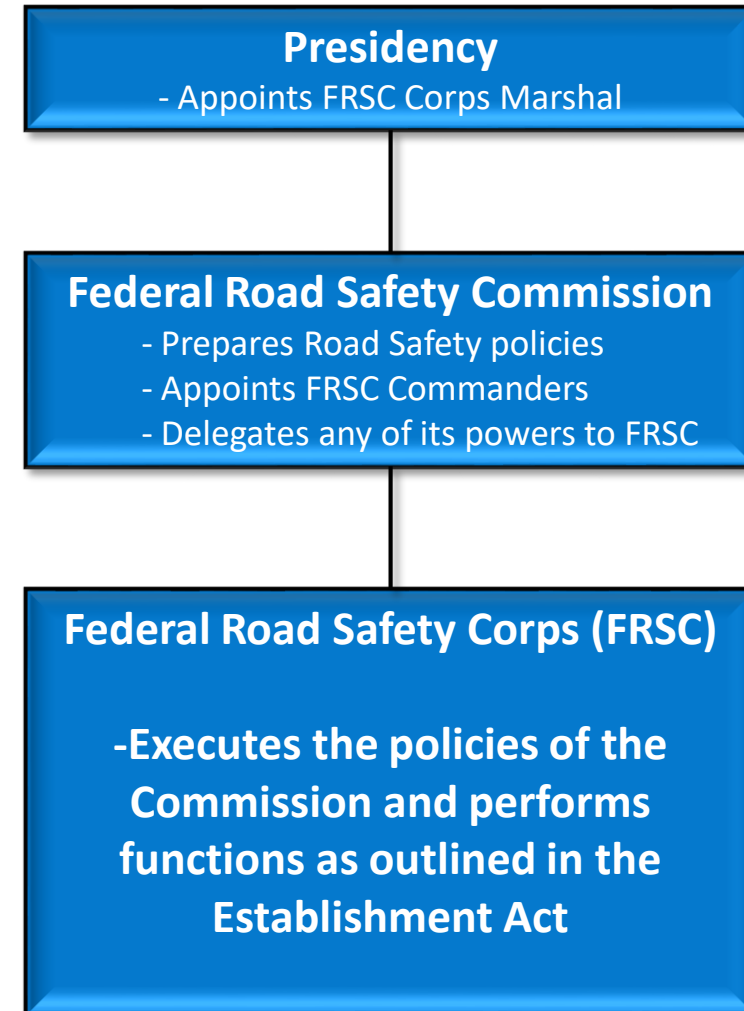 Presidency
- Appoints FRSC Corps Marshal
Federal Road Safety Commission
- Prepares Road Safety policies
- Appoints FRSC Commanders
- Delegates any of its powers to FRSC
Federal Road Safety Corps (FRSC)
-Executes the policies of the
Commission and performs
functions as outlined in the
Establishment Act